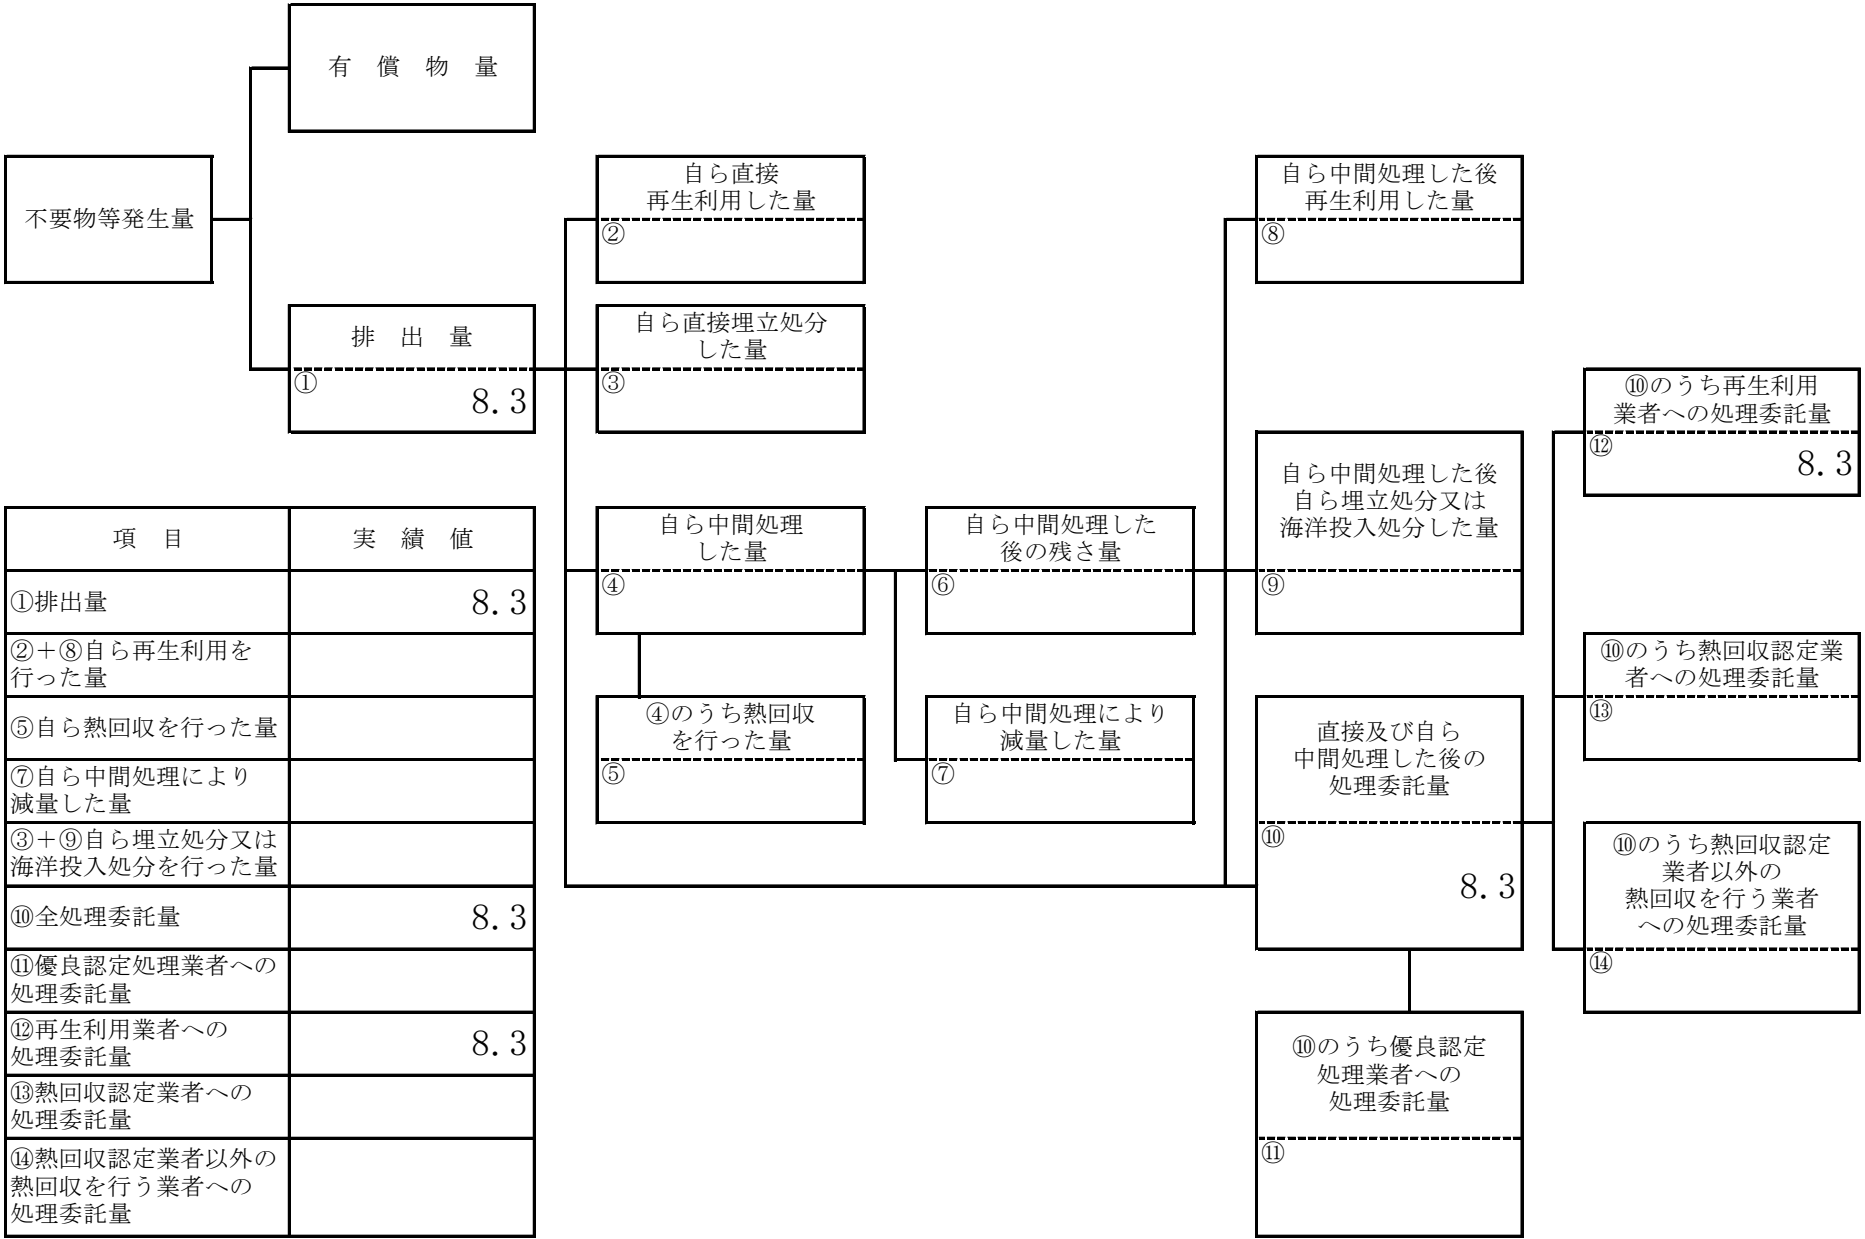 有 償 物 量
不要物等発生量
排 出 量
①
8.3
自ら直接
再生利用した量
②
自ら直接埋立処分
した量
③
自ら中間処理
した量
④
④のうち熱回収
を行った量
⑤
自ら中間処理した
後の残さ量
⑥
自ら中間処理により
減量した量
⑦
自ら中間処理した後
再生利用した量
⑧
自ら中間処理した後
自ら埋立処分又は
海洋投入処分した量
⑨
直接及び自ら
中間処理した後の
処理委託量
⑩
8.3
⑩のうち優良認定
処理業者への
処理委託量
⑪
⑩のうち再生利用
業者への処理委託量
⑫
8.3
⑩のうち熱回収認定業
者への処理委託量
⑬
⑩のうち熱回収認定
業者以外の
熱回収を行う業者
への処理委託量
⑭
項 目 実 績 値
①排出量 8.3
②＋⑧自ら再生利用を
行った量
⑤自ら熱回収を行った量
⑦自ら中間処理により
減量した量
③＋⑨自ら埋立処分又は
海洋投入処分を行った量
⑩全処理委託量 8.3
⑪優良認定処理業者への
処理委託量
⑫再生利用業者への
処理委託量 8.3
⑬熱回収認定業者への
処理委託量
⑭熱回収認定業者以外の
熱回収を行う業者への
処理委託量